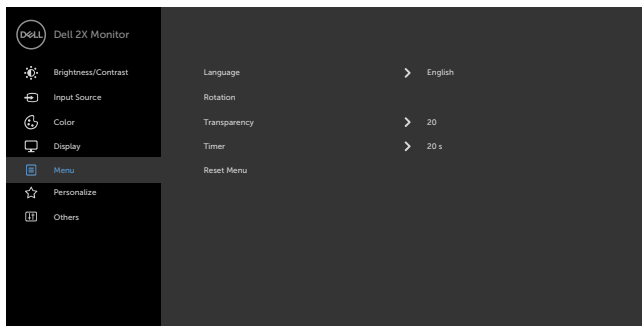 DELL Dell 2X Monitor
Brightness/Contrast
Language English
Input Source
Rotation
Color
Transparency 20
Display
Timer 20 s
Menu
Reset Menu
Personalize
Others